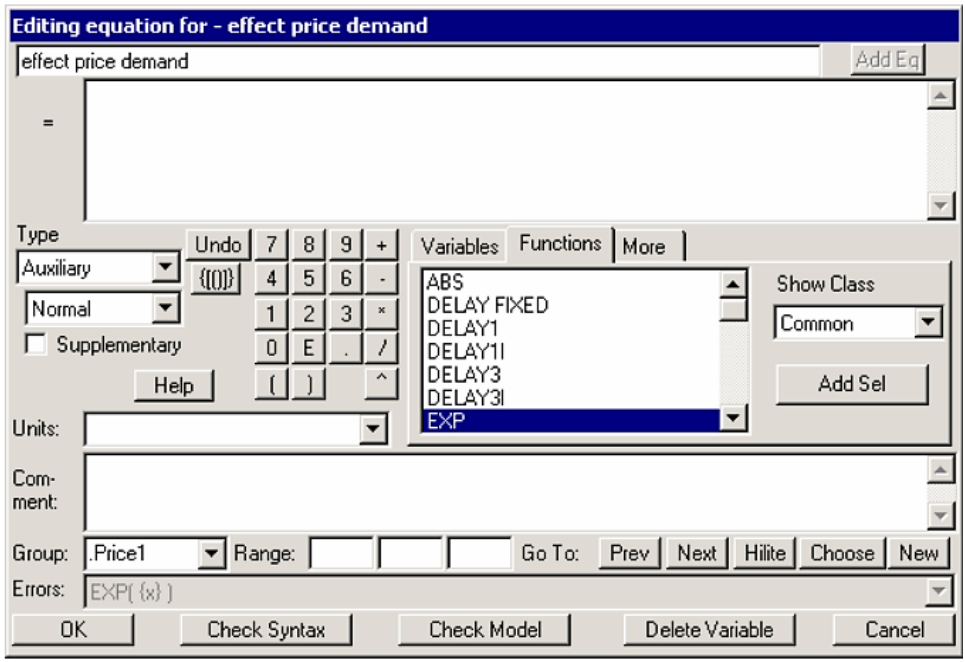 Editing equation for - effect price demand
effect price demand
Add Eq
=
Type
Auxiliary
Normal
Supplementary
Help
Undo 7 8 9 +
{[()]} 4 5 6 -
1 2 3 *
0 E . /
( ) ^
Variables Functions More
ABS
DELAY FIXED
DELAY1
DELAY1I
DELAY3
DELAY3I
EXP
Show Class
Common
Add Sel
Units:
Com-
ment:
Group: .Price1 Range: Go To: Prev Next Hilite Choose New
Errors: EXP( {x} )
OK Check Syntax Check Model Delete Variable Cancel